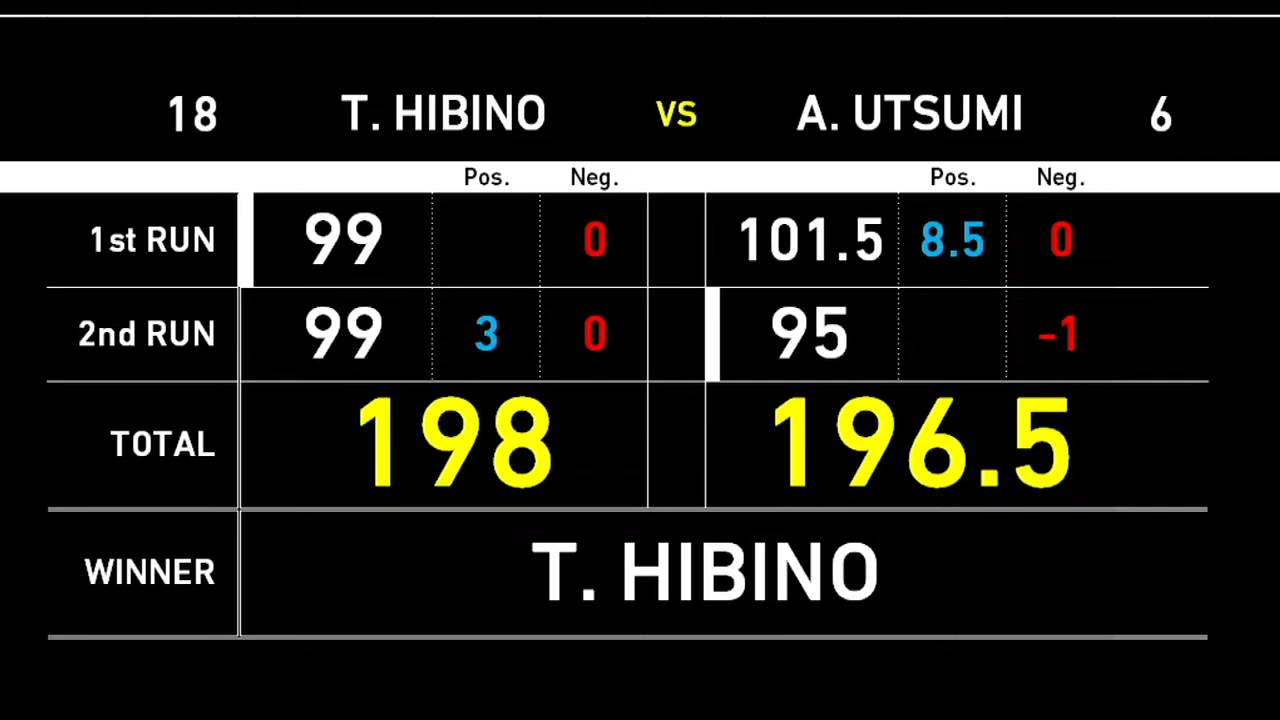 18 T. HIBINO VS A. UTSUMI 6
Pos. Neg. Pos. Neg.
1st RUN 99 0 101.5 8.5 0
2nd RUN 99 3 0 95 -1
TOTAL 198 196.5
WINNER T. HIBINO